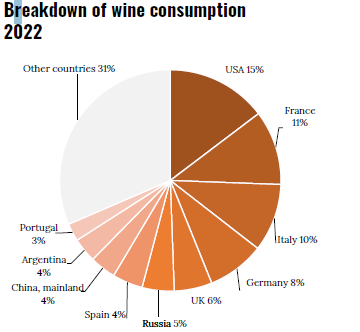 Breakdown of wine consumption
2022
Other countries 31%
USA 15%
France
11%
Italy 10%
Germany 8%
UK 6%
Russia 5%
Spain 4%
China, mainland
4%
Argentina
4%
Portugal
3%